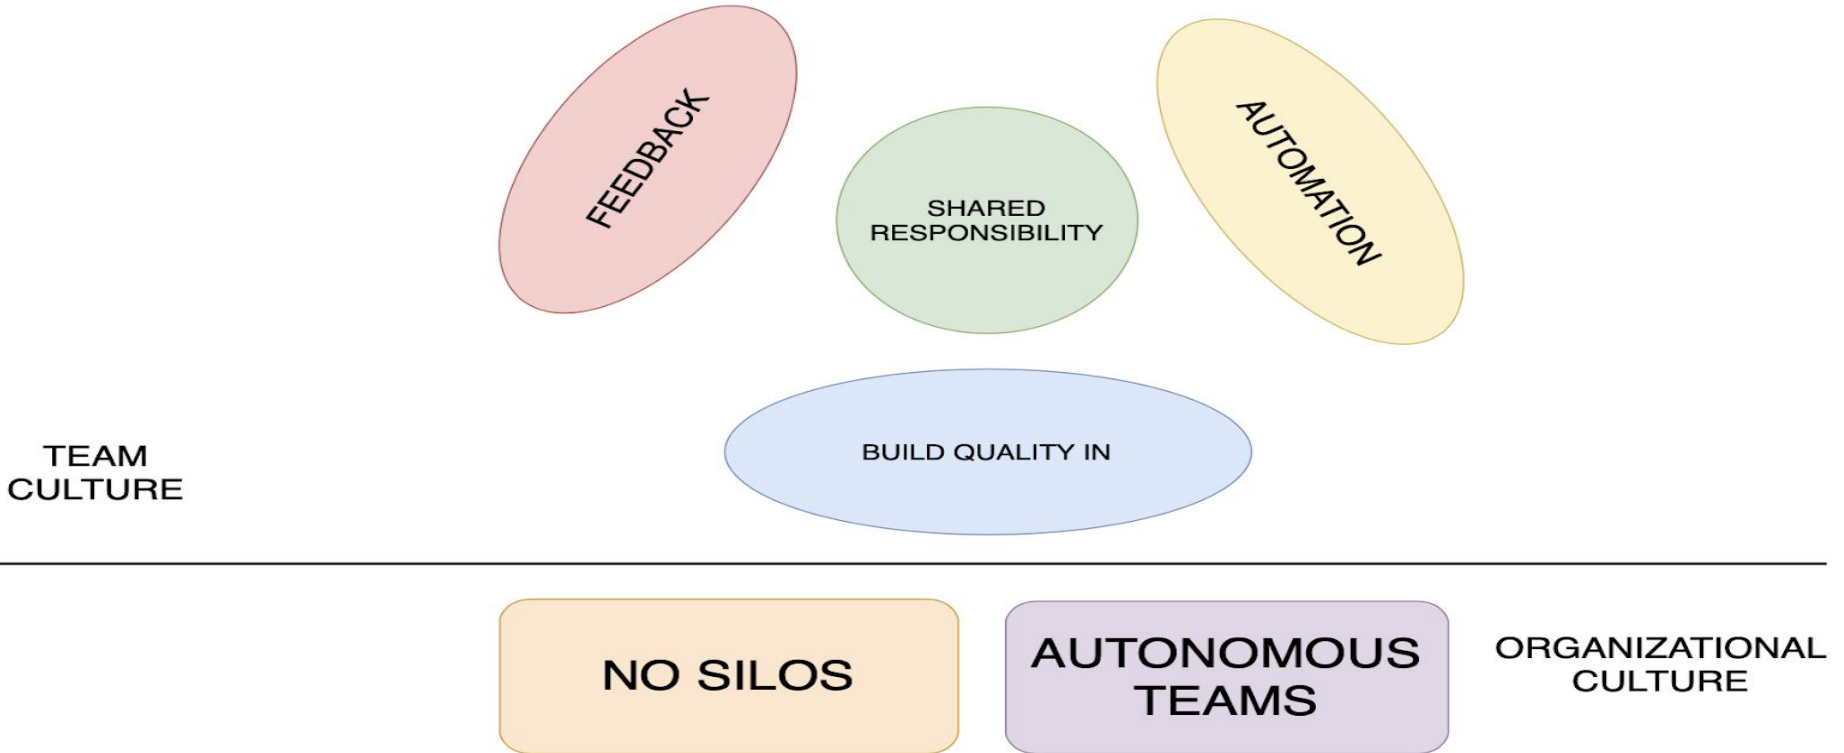 FEEDBACK
AUTOMATION
SHARED
RESPONSIBILITY
BUILD QUALITY IN
TEAM
CULTURE
NO SILOS
AUTONOMOUS
TEAMS
ORGANIZATIONAL
CULTURE